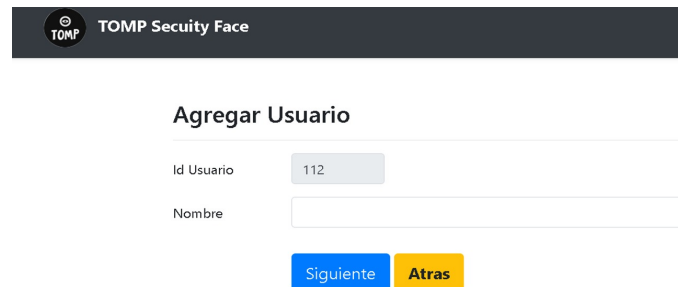 TOMP
TOMP Secuity Face
Agregar Usuario
Id Usuario 112
Nombre
Siguiente Atras